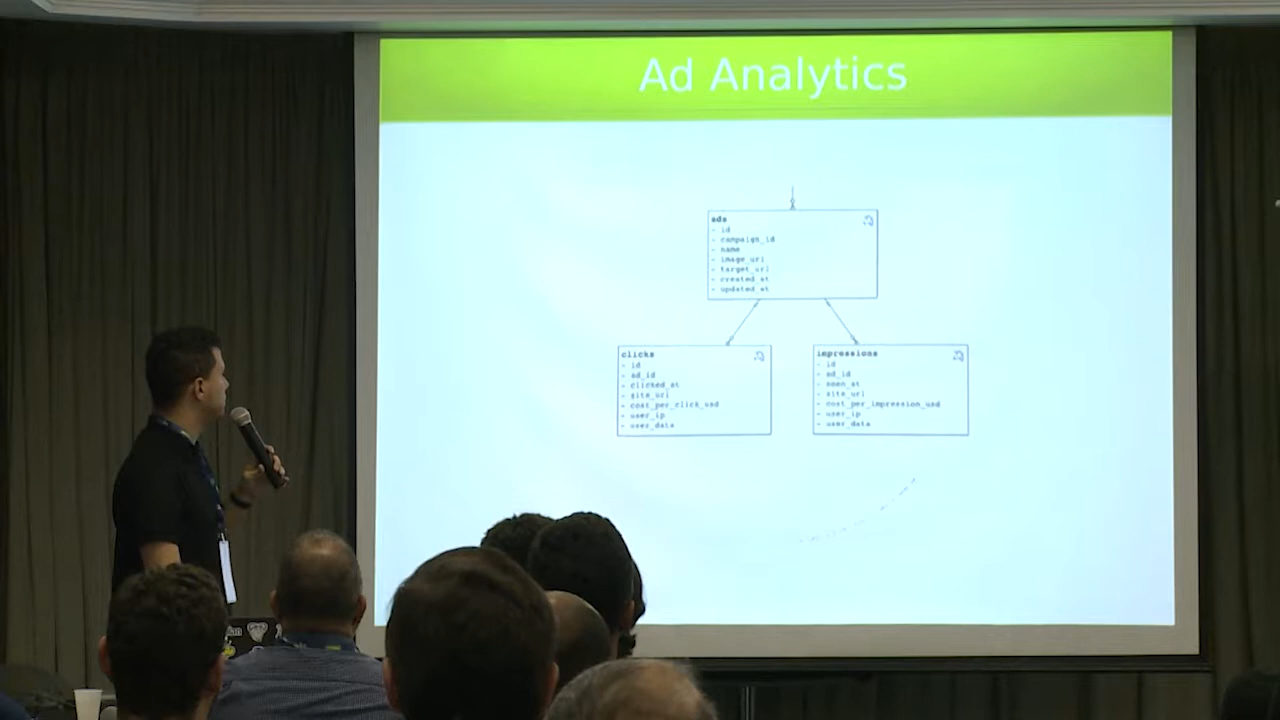 Ad Analytics
ads
- id
- campaign_id
- name
- image_url
- target_url
- created_at
- updated_at
clicks
- id
- ad_id
- clicked_at
- site_url
- cost_per_click_usd
- user_ip
- user_data
impressions
- id
- ad_id
- seen_at
- site_url
- cost_per_impression_usd
- user_ip
- user_data